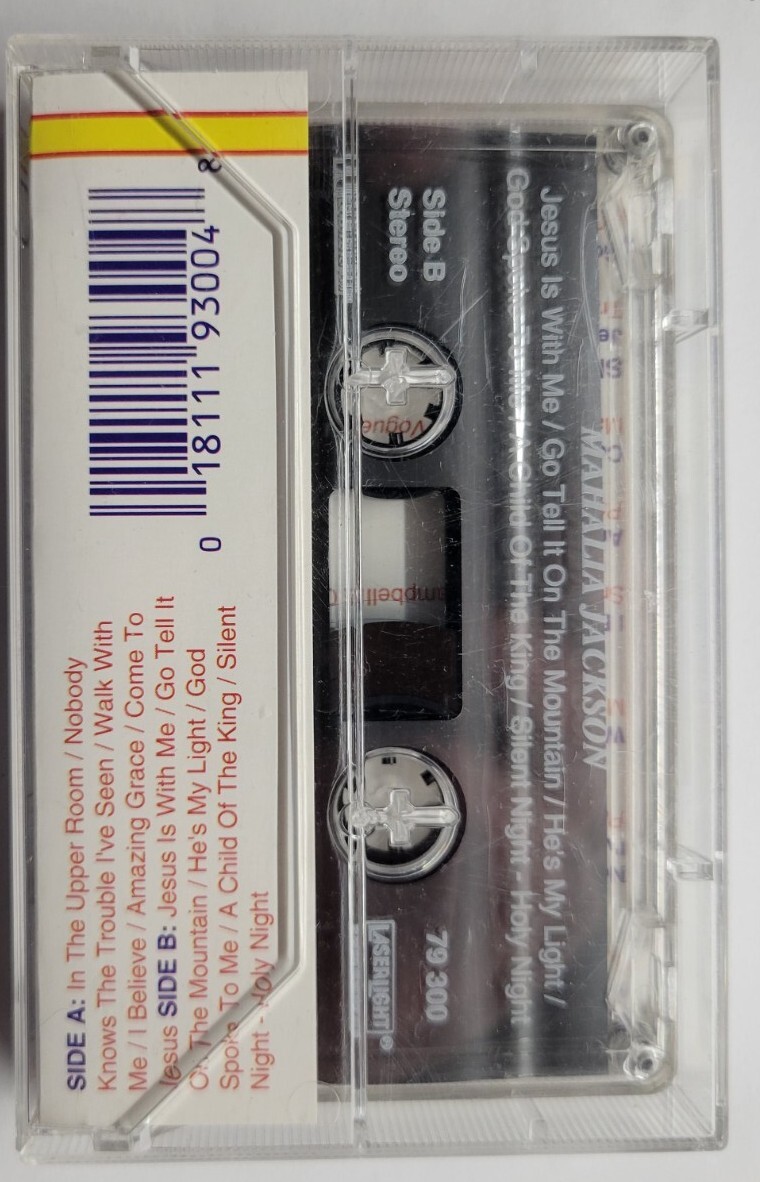 SIDE A: In The Upper Room / Nobody
Knows The Trouble I've Seen / Walk With
Me / I Believe / Amazing Grace / Come To
Jesus SIDE B: Jesus Is With Me / Go Tell It
On The Mountain / He's My Light / God
Spoke To Me / A Child Of The King / Silent
Night - Holy Night
0 18111 93004 8
MAHALIA JACKSON
Jesus Is With Me / Go Tell It On The Mountain / He's My Light /
God Spoke To Me / A Child Of The King / Silent Night - Holy Night
Side B
Stereo
79 300
LASERLIGHT®
Vogue